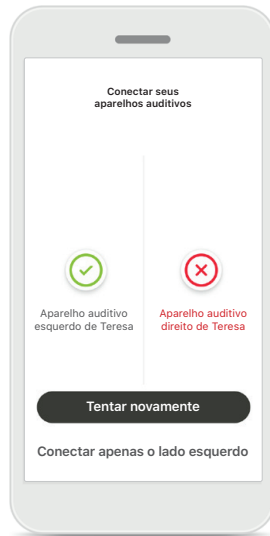 Conectar seus
aparelhos auditivos
Aparelho auditivo
esquerdo de Teresa
Aparelho auditivo
direito de Teresa
Tentar novamente
Conectar apenas o lado esquerdo